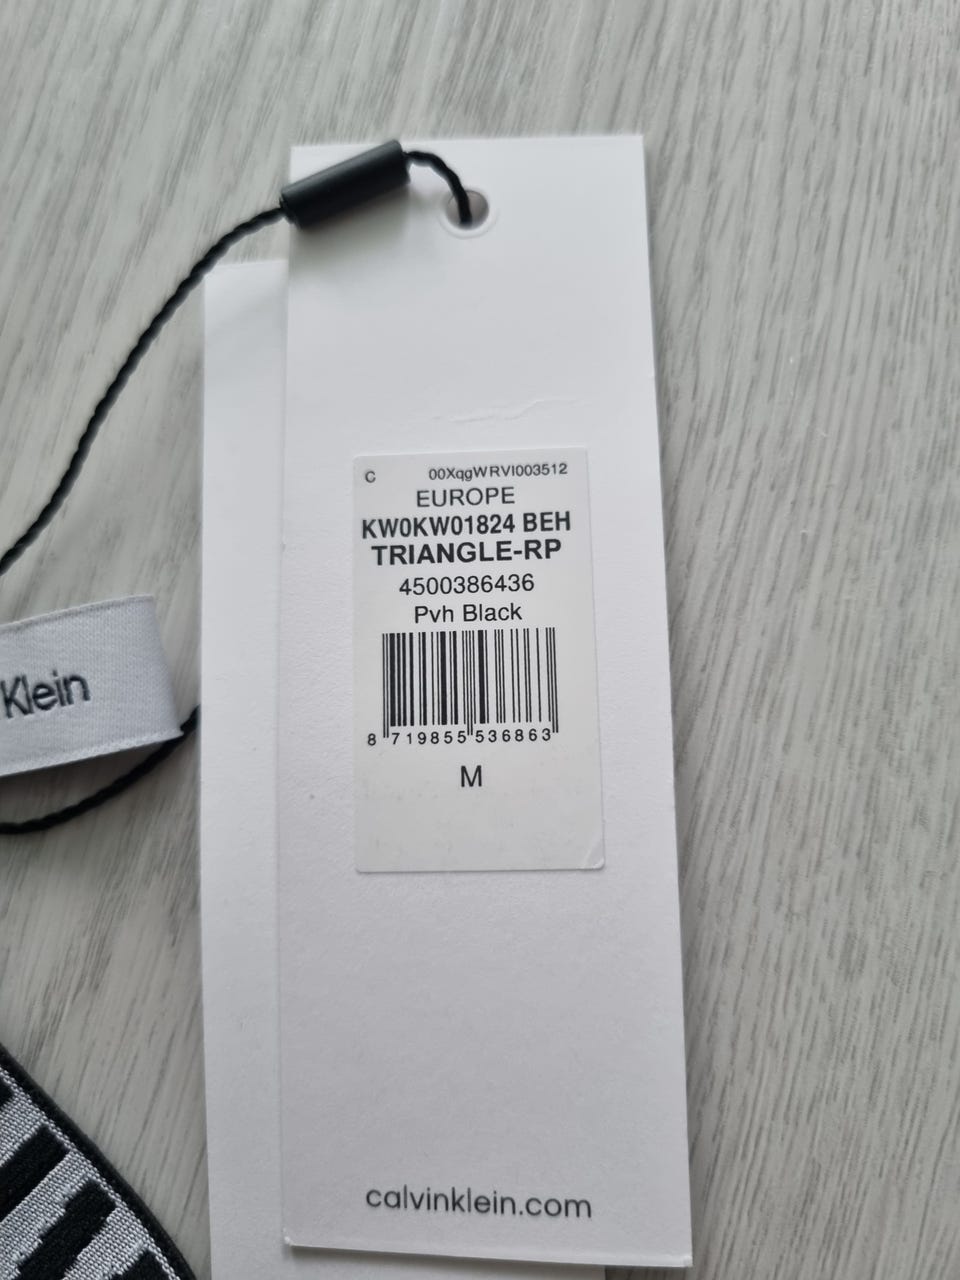 C 00XqgWRVI003512
EUROPE
KW0KW01824 BEH
TRIANGLE-RP
4500386436
Pvh Black
8 719855 536863
M
Klein
calvinklein.com